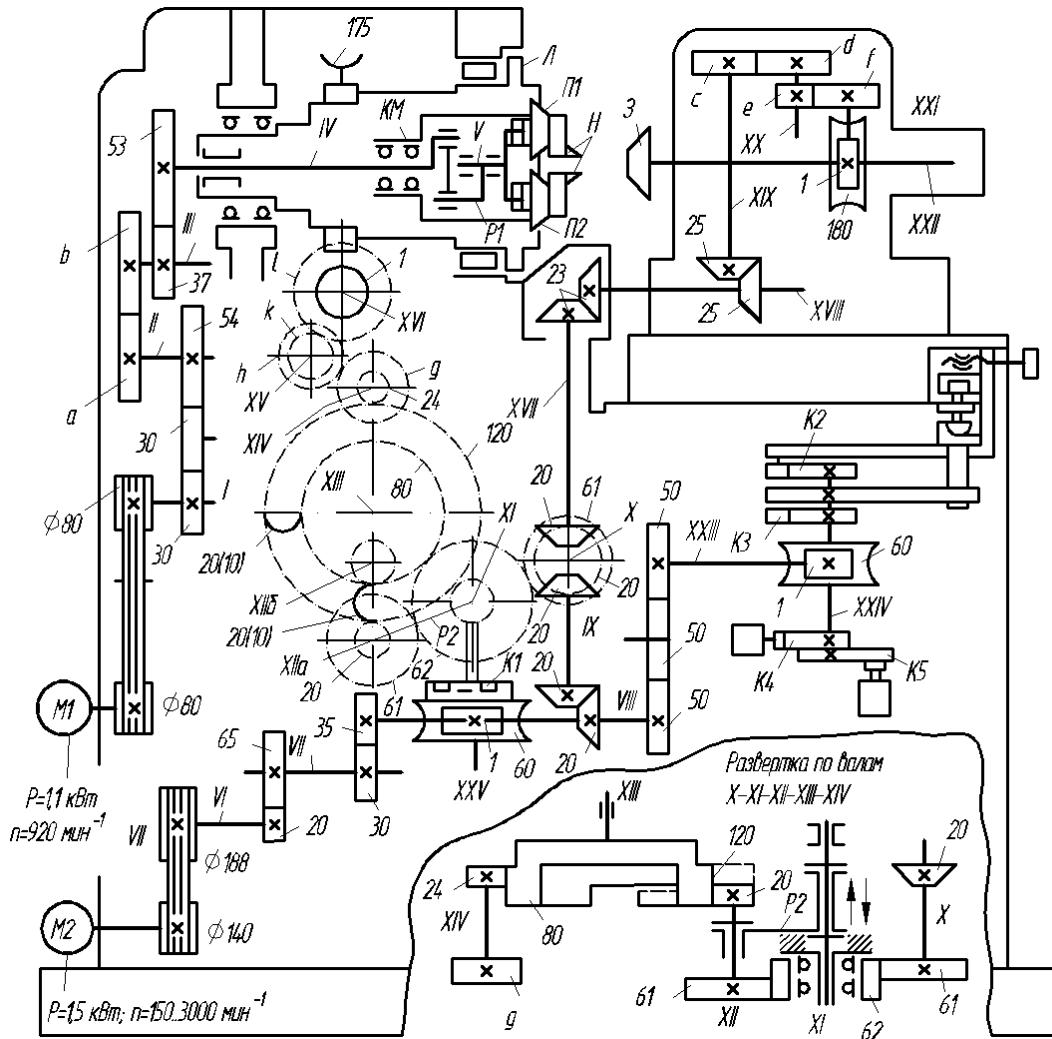 175
Л
КМ
П1
IV
V
Н
Р1
П2
53
b
III
37
l
1
II
54
k
h
XV
XVI
g
24
XIV
a
30
I
120
XIII
80
XI
Ø80
30
20(10)
XIIб
20(10)
Р2
XIIа
20
62
61
К1
35
М1
Ø80
65
VII
1
60
XXV
30
VI
20
VII
Ø188
P=1,1 кВт
n=920 мин⁻¹
М2
Ø140
P=1,5 кВт; n=150..3000 мин⁻¹
c
d
e
f
З
XX
XXI
1
XIX
180
XXII
25
23
25
XVIII
XVII
20
61
X
20
20
IX
20
20
VIII
50
50
50
XXIII
К2
К3
60
1
XXIV
К4
К5
Развертка по валам
X-XI-XII-XIII-XIV
XIII
120
24
20
XIV
80
Р2
20
X
g
61
XII
XI
62
61